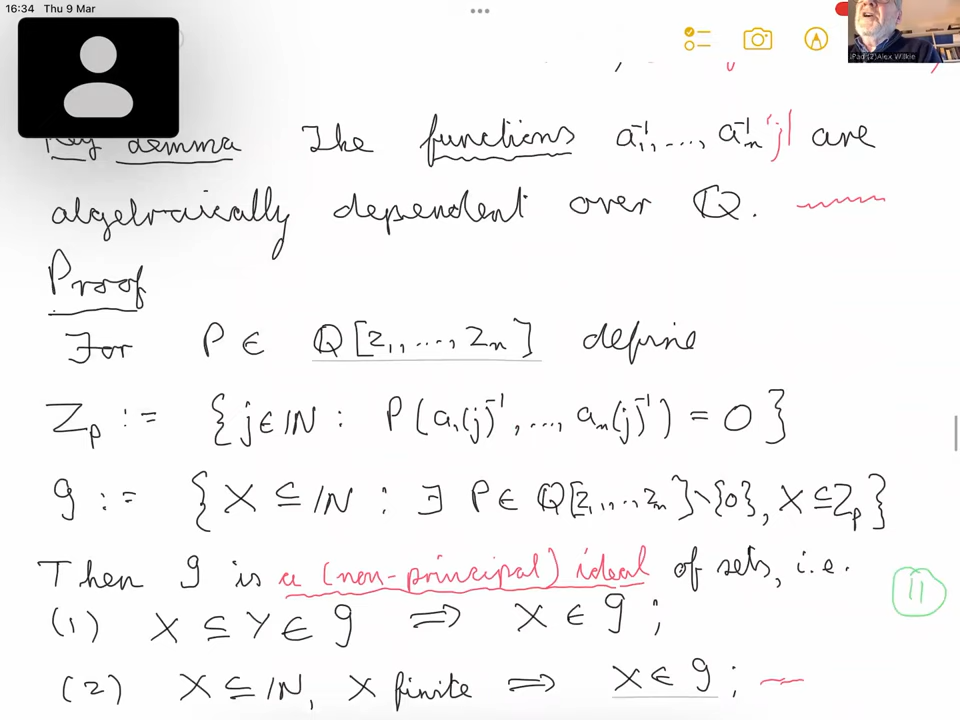 16:34 Thu 9 Mar
iPad (2)Alex Wilkie
Key Lemma The functions a₁⁻¹, ..., aₙ⁻¹ are
algebraically dependent over ℚ.
Proof
For P ∈ ℚ[z₁, ..., zₙ] define
Z_P := {j ∈ ℕ : P(a₁(j)⁻¹, ..., aₙ(j)⁻¹) = 0}
𝒥 := {X ⊆ ℕ : ∃ P ∈ ℚ[z₁, ..., zₙ]∖{0}, X ⊆ Z_P}
Then 𝒥 is a (non-principal) ideal of sets, i.e.
(1) X ⊆ Y ∈ 𝒥 ⟹ X ∈ 𝒥 ;
(2) X ⊆ ℕ, X finite ⟹ X ∈ 𝒥 ;
11